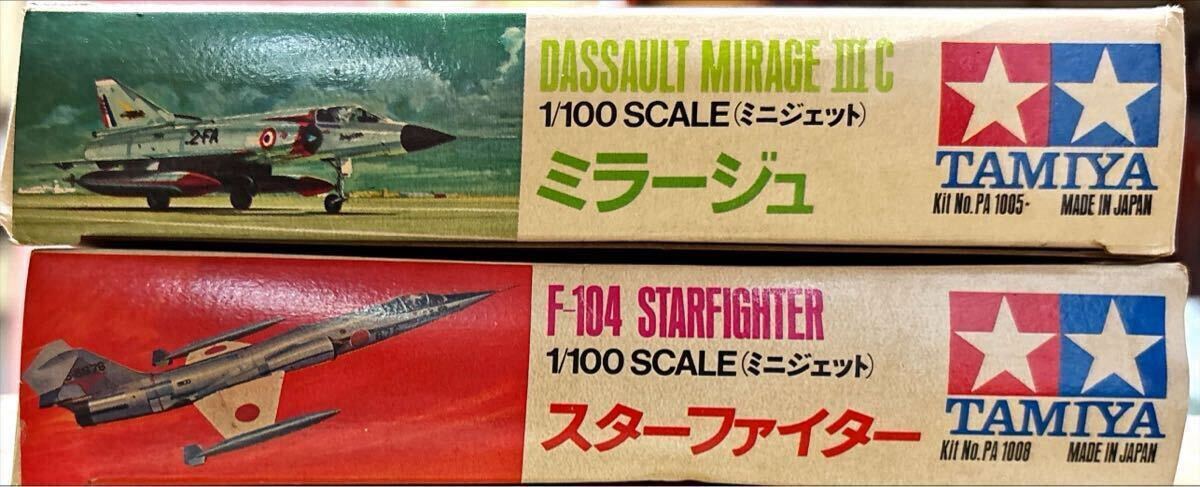 DASSAULT MIRAGE III C
1/100 SCALE (ミニジェット)
ミラージュ
TAMIYA
Kit No. PA 1005- MADE IN JAPAN
2-FA
F-104 STARFIGHTER
1/100 SCALE (ミニジェット)
スターファイター
TAMIYA
Kit No. PA 1008 MADE IN JAPAN